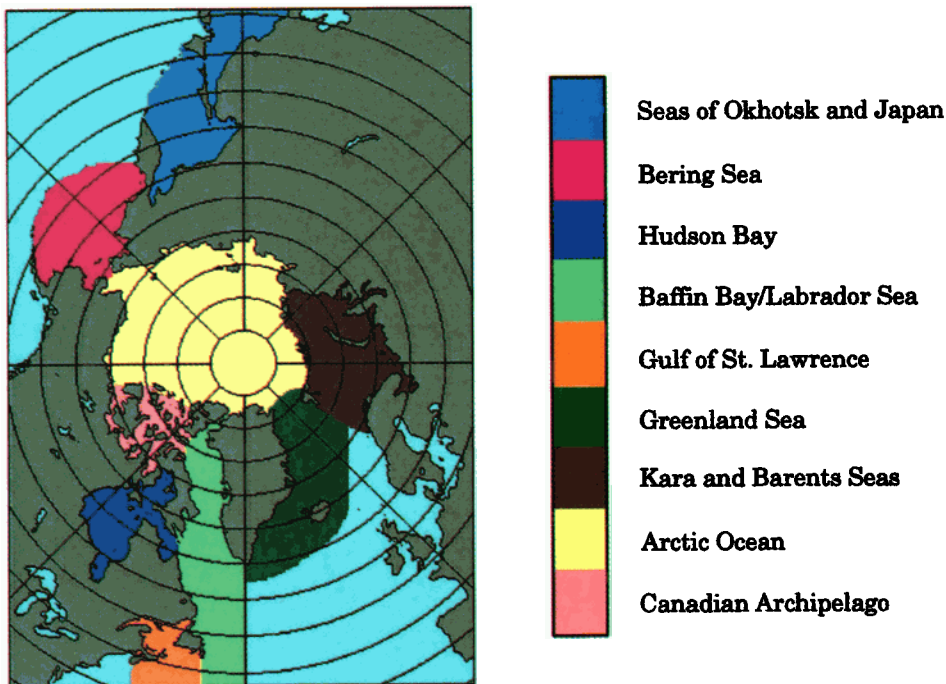 Seas of Okhotsk and Japan
Bering Sea
Hudson Bay
Baffin Bay/Labrador Sea
Gulf of St. Lawrence
Greenland Sea
Kara and Barents Seas
Arctic Ocean
Canadian Archipelago